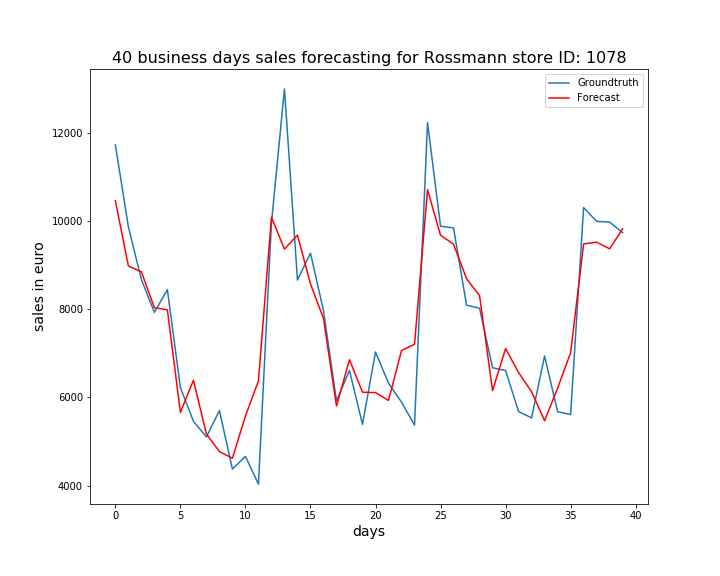 40 business days sales forecasting for Rossmann store ID: 1078
Groundtruth
Forecast
12000
10000
8000
6000
4000
sales in euro
0 5 10 15 20 25 30 35 40
days